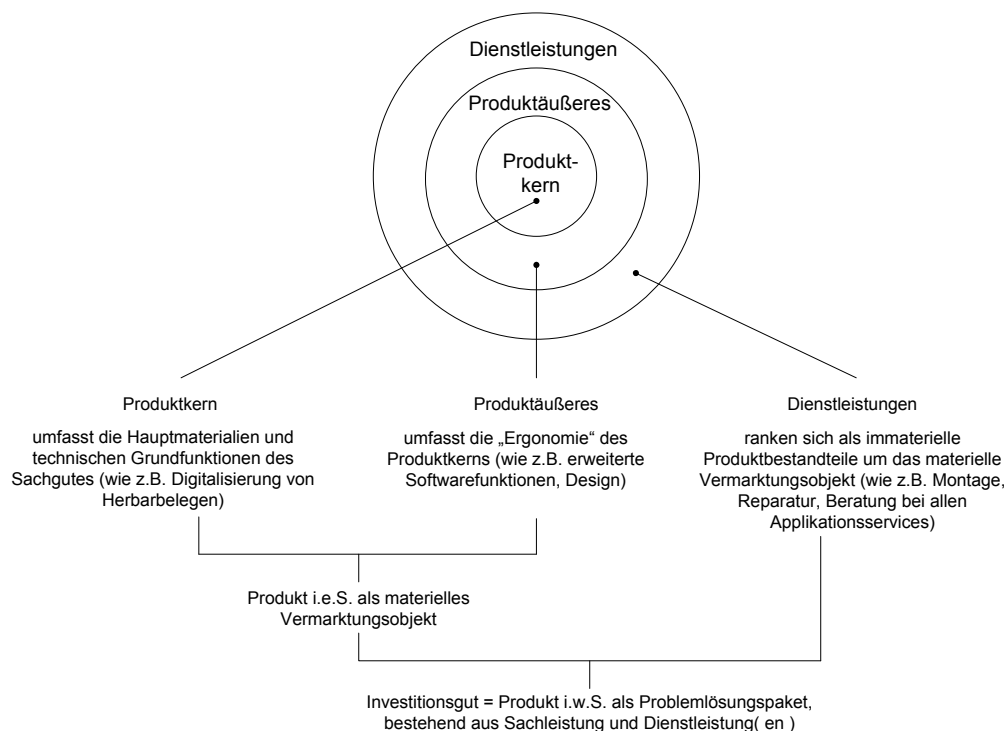 Dienstleistungen
Produktäußeres
Produkt-
kern
Produktkern
umfasst die Hauptmaterialien und
technischen Grundfunktionen des
Sachgutes (wie z.B. Digitalisierung von
Herbarbelegen)
Produktäußeres
umfasst die „Ergonomie“ des
Produktkerns (wie z.B. erweiterte
Softwarefunktionen, Design)
Dienstleistungen
ranken sich als immaterielle
Produktbestandteile um das materielle
Vermarktungsobjekt (wie z.B. Montage,
Reparatur, Beratung bei allen
Applikationsservices)
Produkt i.e.S. als materielles
Vermarktungsobjekt
Investitionsgut = Produkt i.w.S. als Problemlösungspaket,
bestehend aus Sachleistung und Dienstleistung( en )